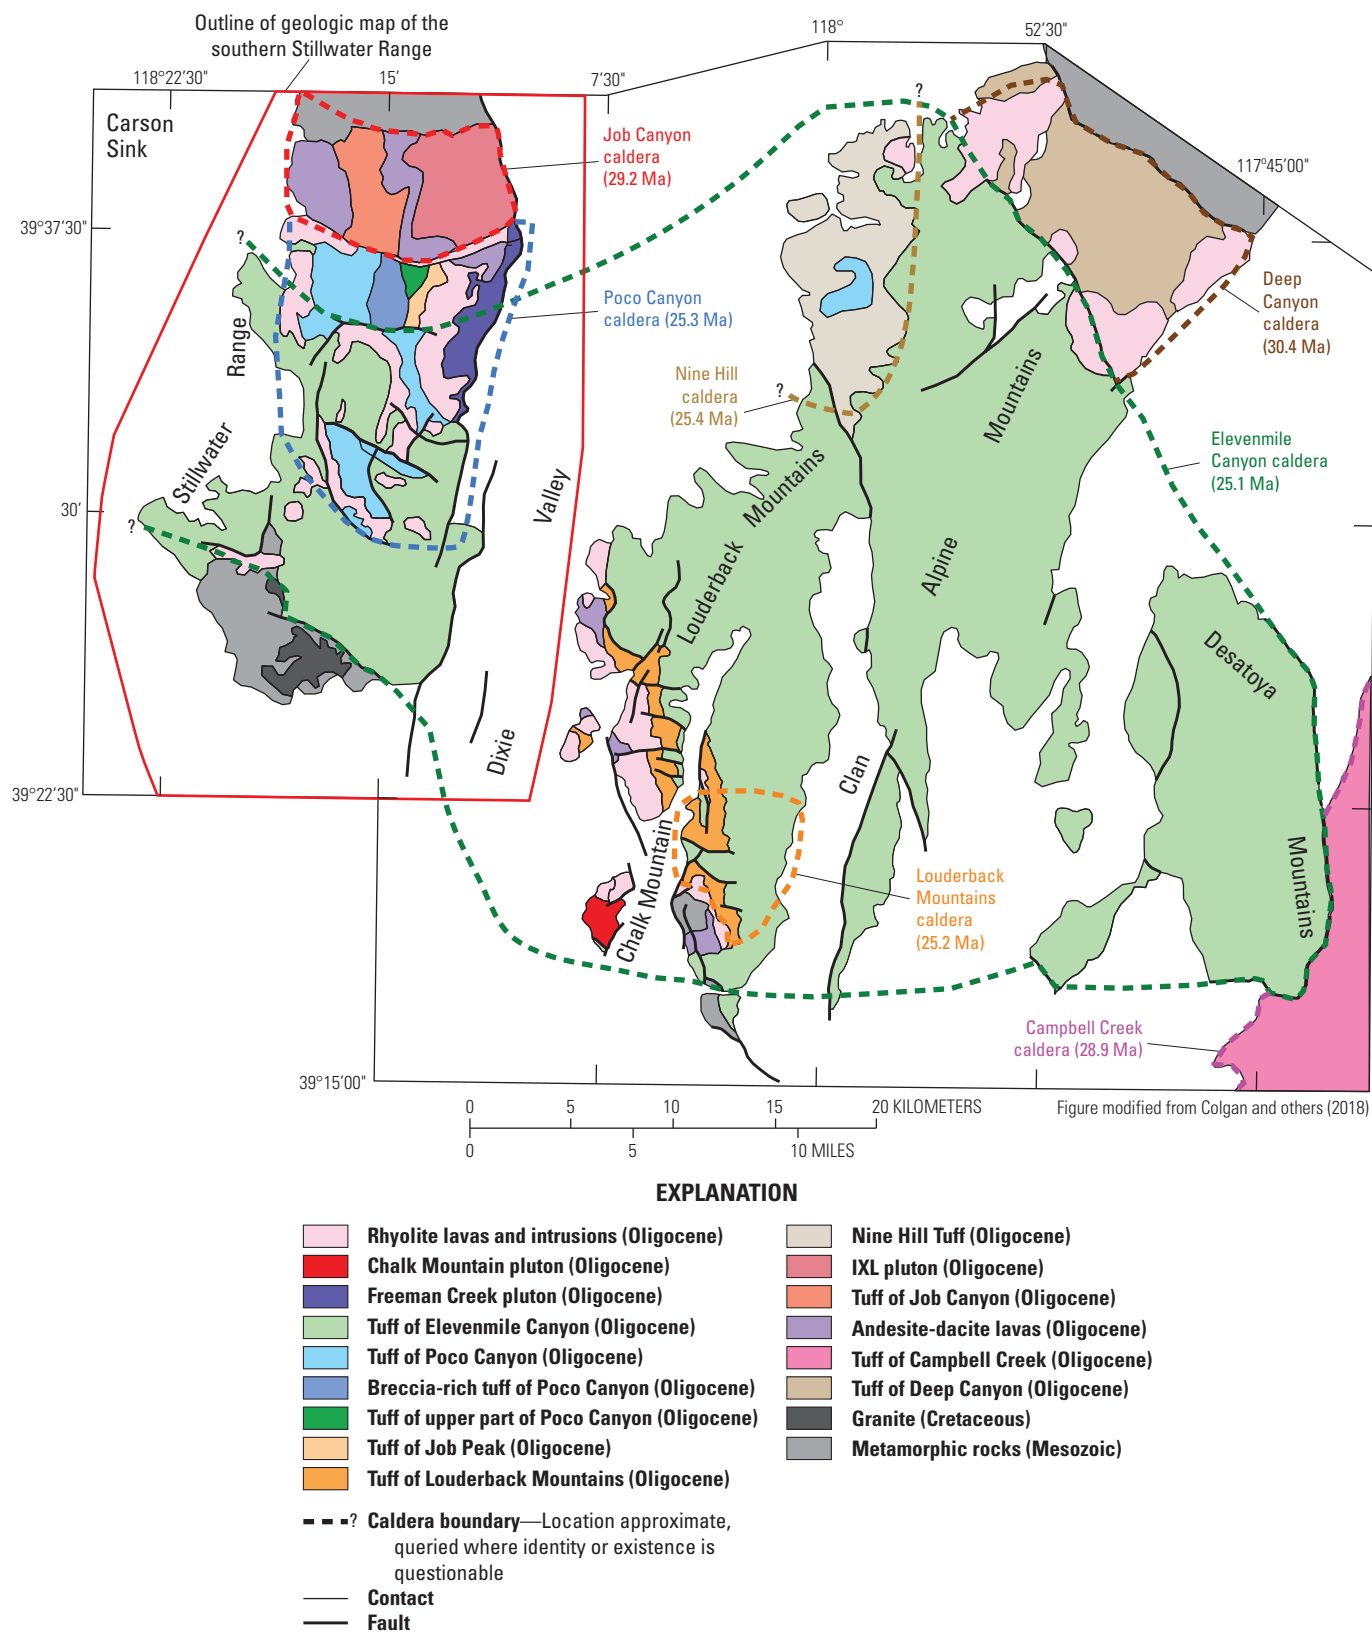 Outline of geologic map of the
southern Stillwater Range
118°
52'30"
118°22'30"
15'
7'30"
Carson
Sink
Job Canyon
caldera
(29.2 Ma)
?
117°45'00"
39°37'30"
?
Range
Poco Canyon
caldera (25.3 Ma)
Deep
Canyon
caldera
(30.4 Ma)
Nine Hill
caldera
(25.4 Ma)
?
Mountains
Elevenmile
Canyon caldera
(25.1 Ma)
Stillwater
Valley
Mountains
30'
?
Louderback
Alpine
Desatoya
Dixie
Clan
39°22'30"
Chalk Mountain
Mountains
Louderback
Mountains
caldera
(25.2 Ma)
Campbell Creek
caldera (28.9 Ma)
39°15'00"
0 5 10 15 20 KILOMETERS
0 5 10 MILES
Figure modified from Colgan and others (2018)
EXPLANATION
Rhyolite lavas and intrusions (Oligocene)
Chalk Mountain pluton (Oligocene)
Freeman Creek pluton (Oligocene)
Tuff of Elevenmile Canyon (Oligocene)
Tuff of Poco Canyon (Oligocene)
Breccia-rich tuff of Poco Canyon (Oligocene)
Tuff of upper part of Poco Canyon (Oligocene)
Tuff of Job Peak (Oligocene)
Tuff of Louderback Mountains (Oligocene)
Nine Hill Tuff (Oligocene)
IXL pluton (Oligocene)
Tuff of Job Canyon (Oligocene)
Andesite-dacite lavas (Oligocene)
Tuff of Campbell Creek (Oligocene)
Tuff of Deep Canyon (Oligocene)
Granite (Cretaceous)
Metamorphic rocks (Mesozoic)
? Caldera boundary—Location approximate,
queried where identity or existence is
questionable
Contact
Fault